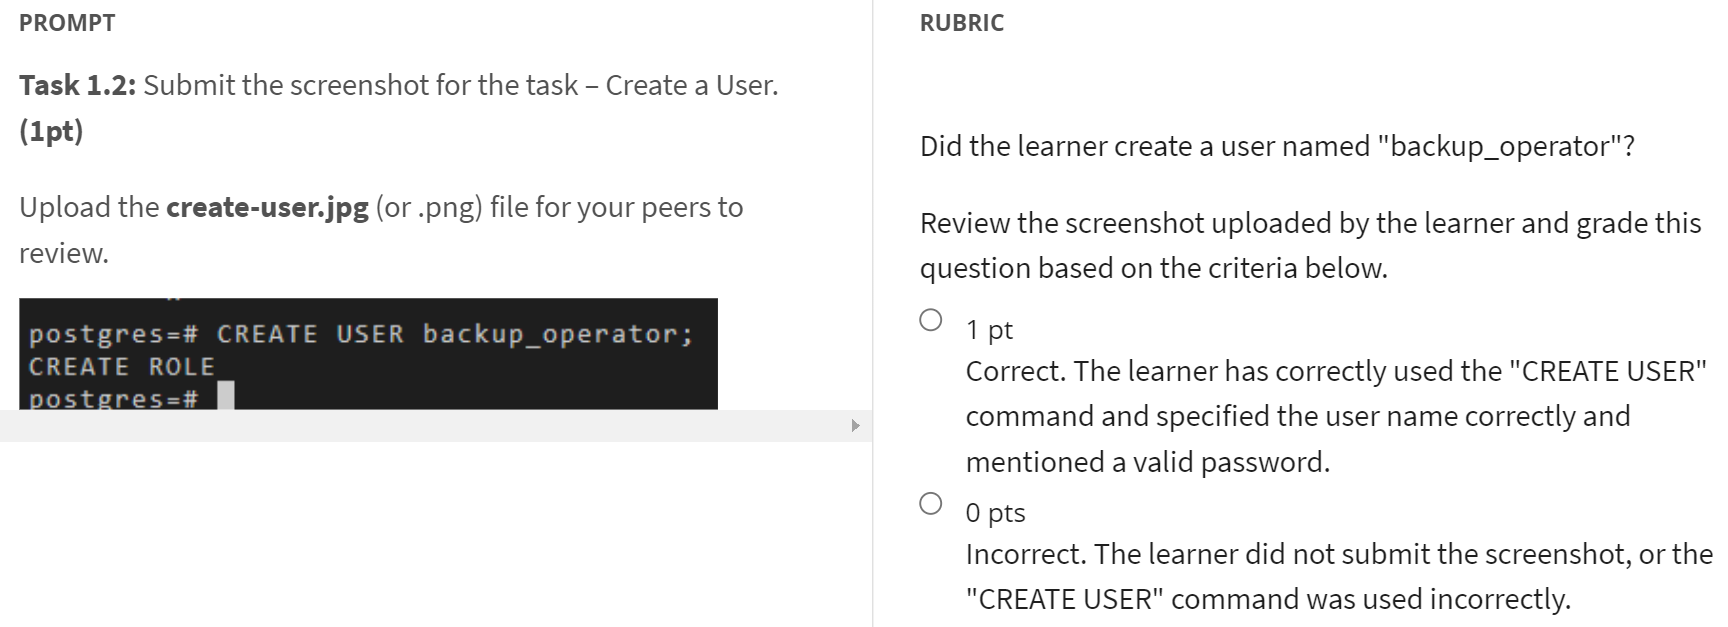 PROMPT
Task 1.2: Submit the screenshot for the task – Create a User.
(1pt)
Upload the create-user.jpg (or .png) file for your peers to
review.
postgres=# CREATE USER backup_operator;
CREATE ROLE
postgres=#
RUBRIC
Did the learner create a user named "backup_operator"?
Review the screenshot uploaded by the learner and grade this
question based on the criteria below.
1 pt
Correct. The learner has correctly used the "CREATE USER"
command and specified the user name correctly and
mentioned a valid password.
0 pts
Incorrect. The learner did not submit the screenshot, or the
"CREATE USER" command was used incorrectly.